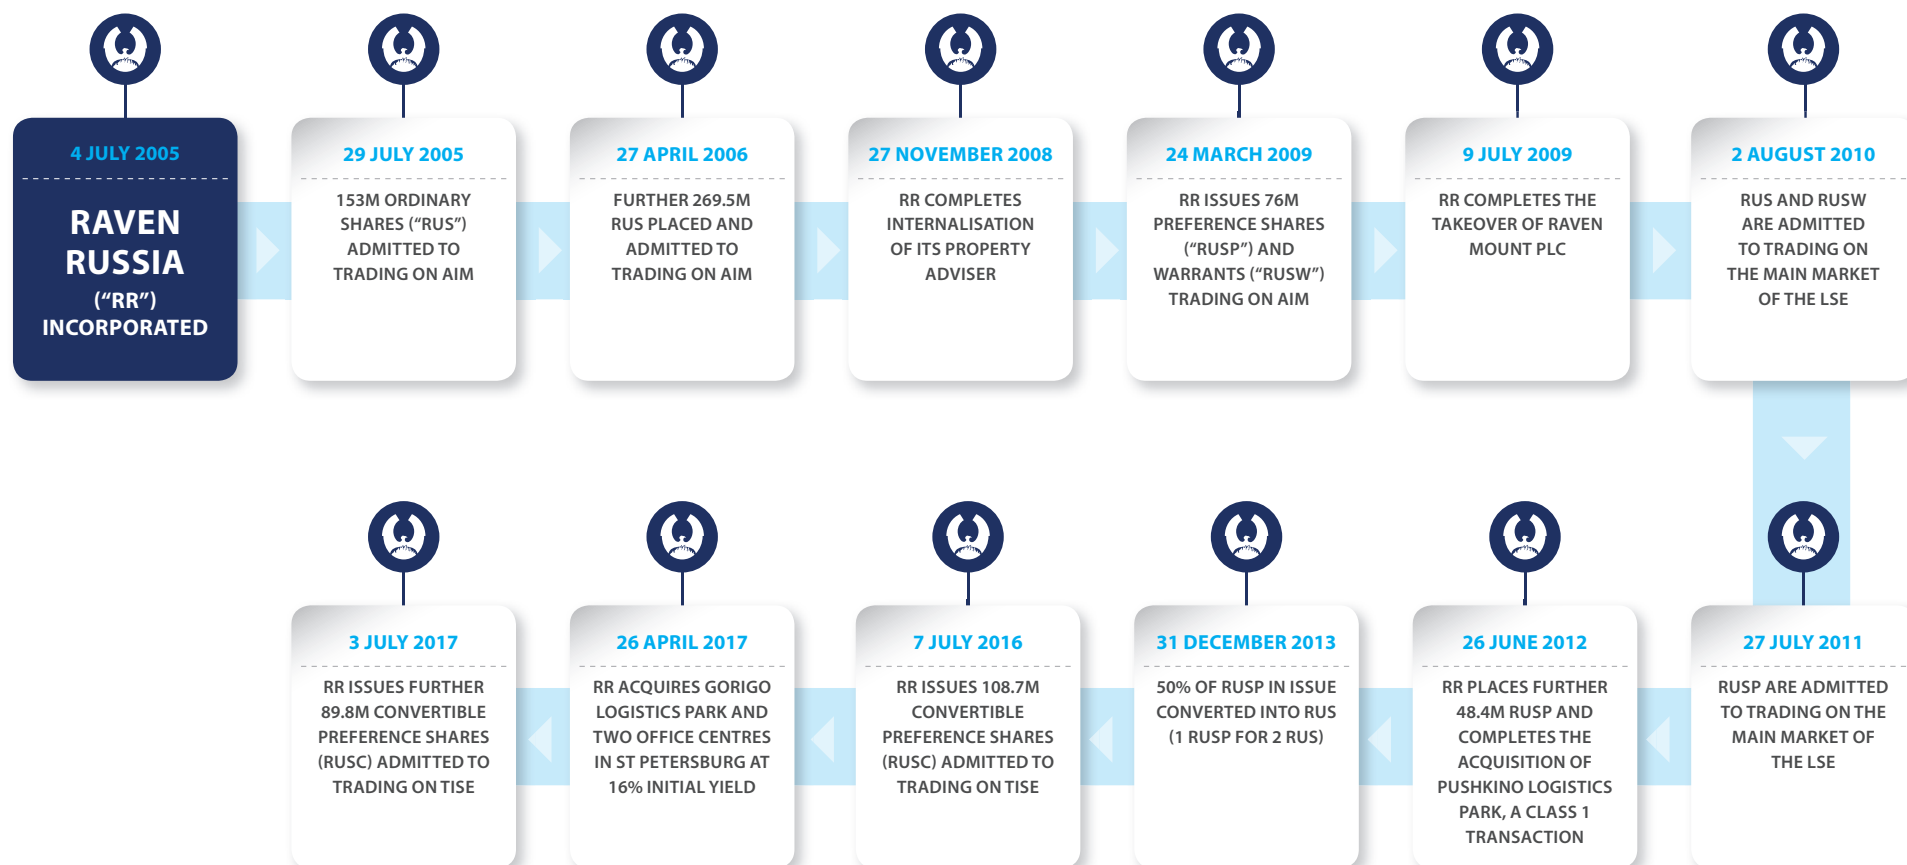 4 JULY 2005
RAVEN
RUSSIA
(“RR”)
INCORPORATED
29 JULY 2005
153M ORDINARY
SHARES (“RUS”)
ADMITTED TO
TRADING ON AIM
27 APRIL 2006
FURTHER 269.5M
RUS PLACED AND
ADMITTED TO
TRADING ON AIM
27 NOVEMBER 2008
RR COMPLETES
INTERNALISATION
OF ITS PROPERTY
ADVISER
24 MARCH 2009
RR ISSUES 76M
PREFERENCE SHARES
(“RUSP”) AND
WARRANTS (“RUSW”)
TRADING ON AIM
9 JULY 2009
RR COMPLETES THE
TAKEOVER OF RAVEN
MOUNT PLC
2 AUGUST 2010
RUS AND RUSW
ARE ADMITTED
TO TRADING ON
THE MAIN MARKET
OF THE LSE
27 JULY 2011
RUSP ARE ADMITTED
TO TRADING ON THE
MAIN MARKET OF
THE LSE
26 JUNE 2012
RR PLACES FURTHER
48.4M RUSP AND
COMPLETES THE
ACQUISITION OF
PUSHKINO LOGISTICS
PARK, A CLASS 1
TRANSACTION
31 DECEMBER 2013
50% OF RUSP IN ISSUE
CONVERTED INTO RUS
(1 RUSP FOR 2 RUS)
7 JULY 2016
RR ISSUES 108.7M
CONVERTIBLE
PREFERENCE SHARES
(RUSC) ADMITTED TO
TRADING ON TISE
26 APRIL 2017
RR ACQUIRES GORIGO
LOGISTICS PARK AND
TWO OFFICE CENTRES
IN ST PETERSBURG AT
16% INITIAL YIELD
3 JULY 2017
RR ISSUES FURTHER
89.8M CONVERTIBLE
PREFERENCE SHARES
(RUSC) ADMITTED TO
TRADING ON TISE